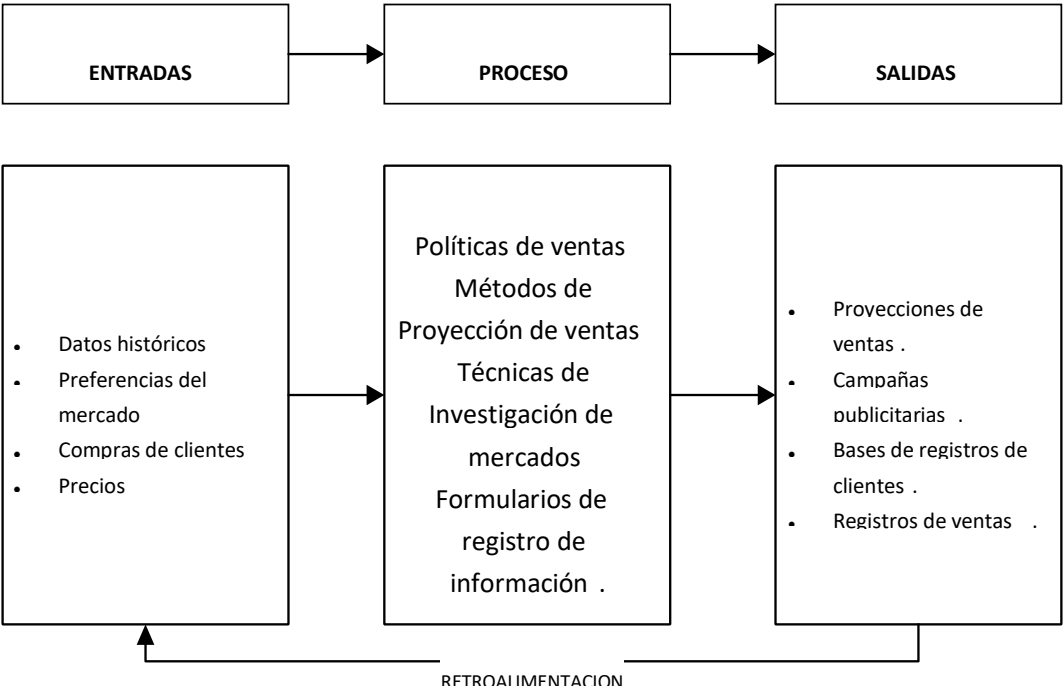 ENTRADAS
PROCESO
SALIDAS
• Datos históricos
• Preferencias del
mercado
• Compras de clientes
• Precios
Políticas de ventas
Métodos de
Proyección de ventas
Técnicas de
Investigación de
mercados
Formularios de
registro de
información .
• Proyecciones de
ventas .
• Campañas
publicitarias .
• Bases de registros de
clientes .
• Registros de ventas .
RETROALIMENTACION